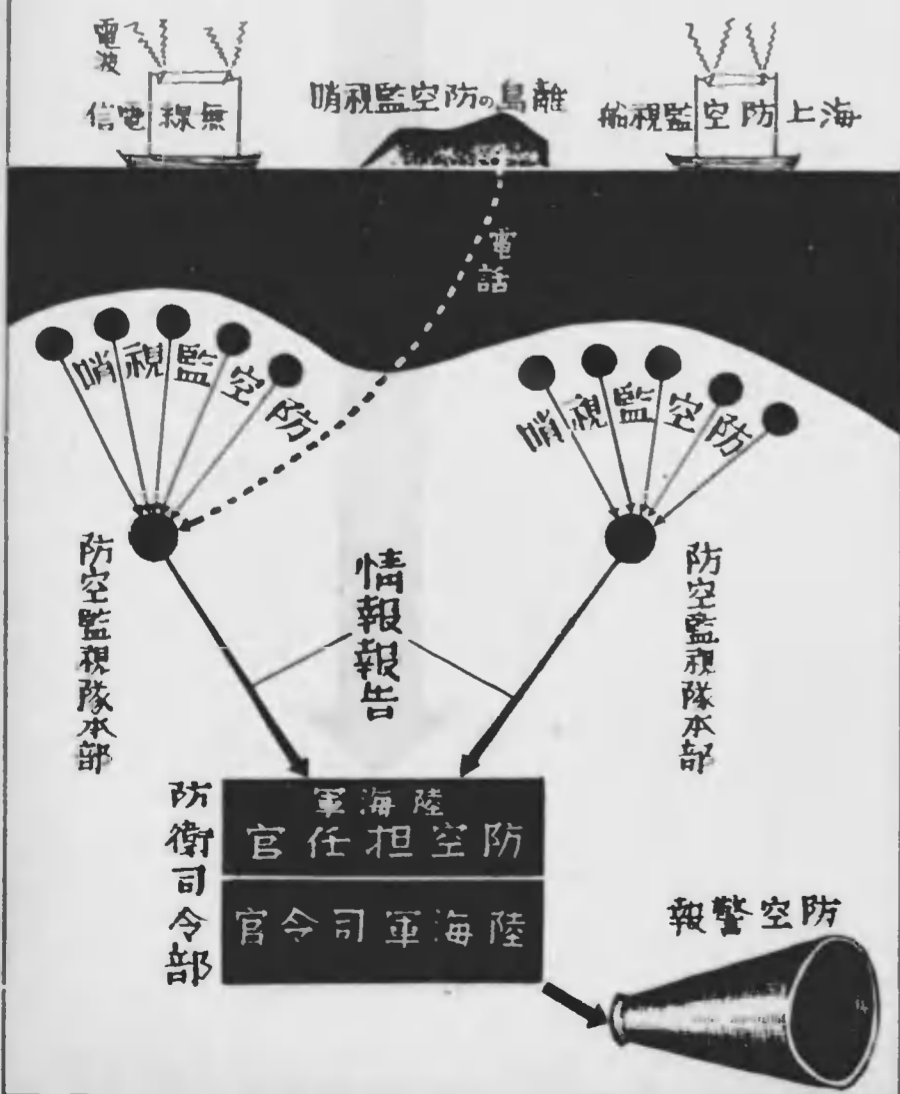 海上防空監視船
離島の防空監視哨
電波
無線電信
電話
防空監視哨
防空監視哨
防空監視隊本部
防空監視隊本部
情報報告
防衛司令部
陸海軍
防空担任官
陸海軍司令官
防空警報